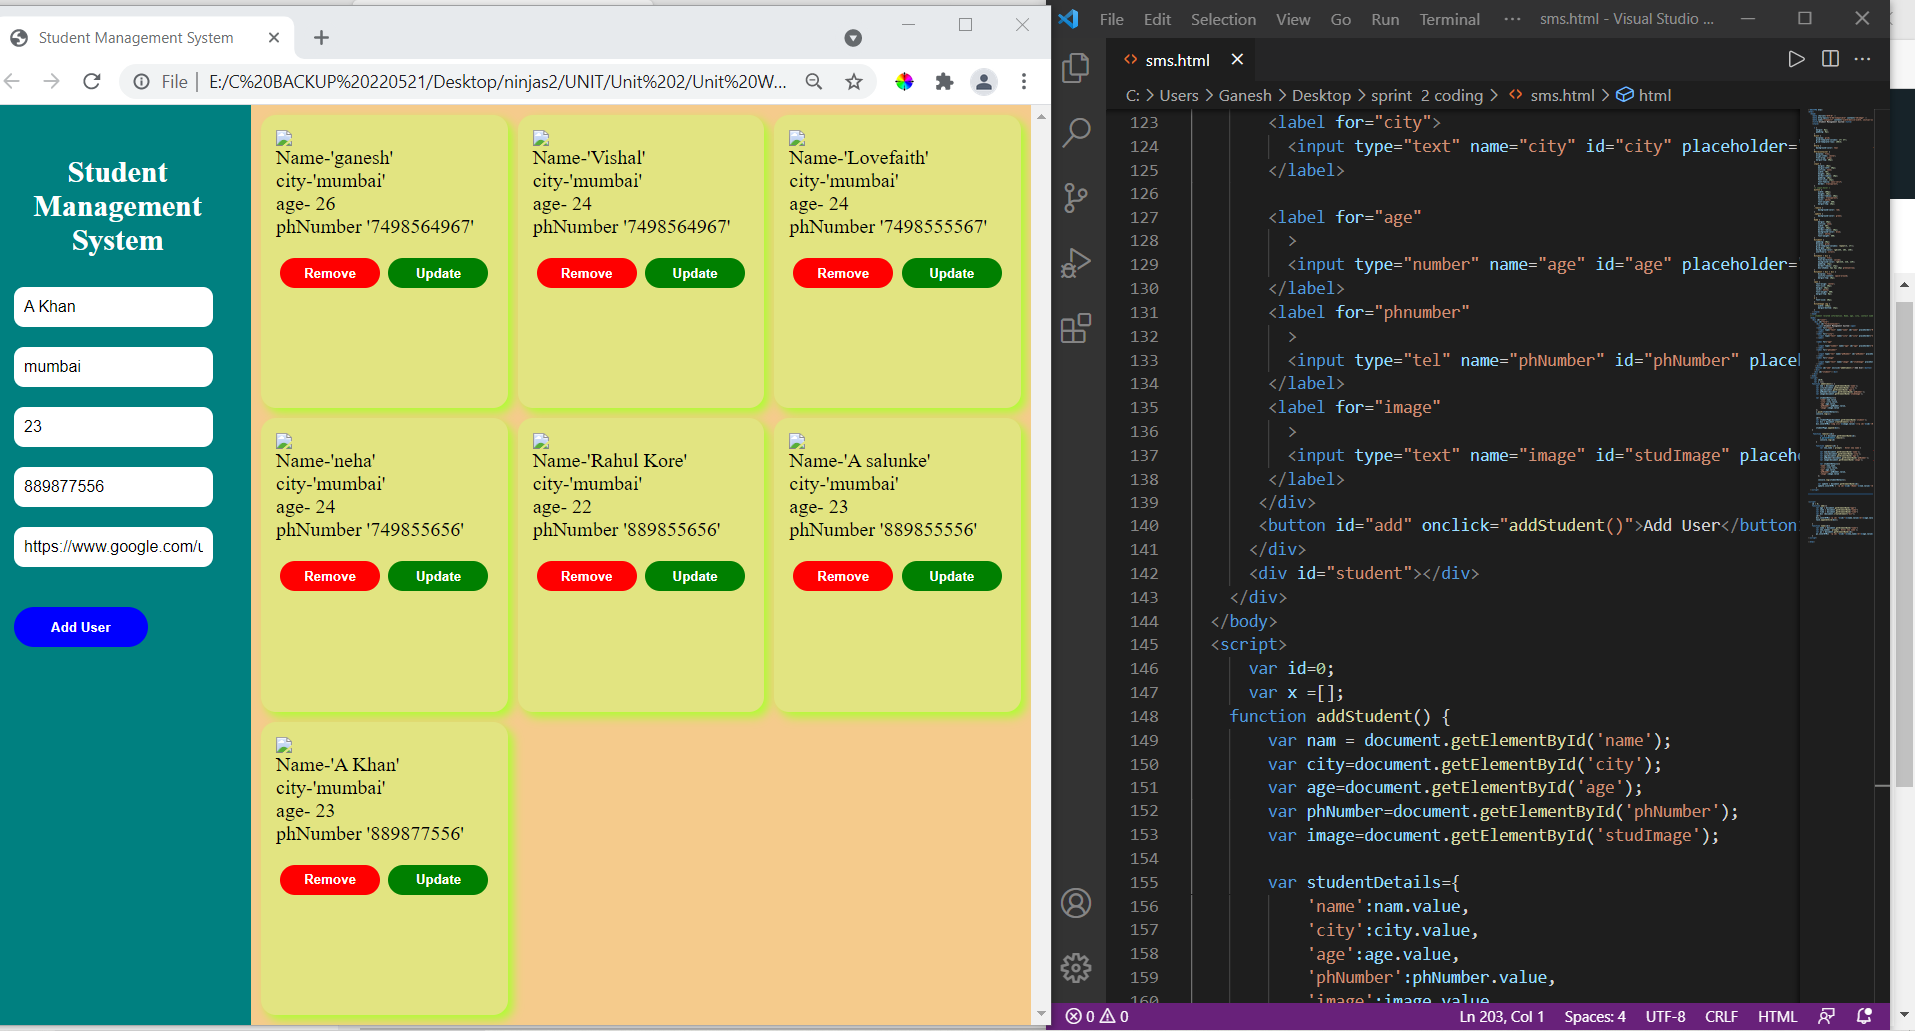 Student Management System
File | E:/C%20BACKUP%20220521/Desktop/ninjas2/UNIT/Unit%202/Unit%20W...
Student
Management
System
A Khan
mumbai
23
889877556
https://www.google.com/u
Add User
Name-'ganesh'
city-'mumbai'
age- 26
phNumber '7498564967'
Remove Update
Name-'Vishal'
city-'mumbai'
age- 24
phNumber '7498564967'
Remove Update
Name-'Lovefaith'
city-'mumbai'
age- 24
phNumber '7498555567'
Remove Update
Name-'neha'
city-'mumbai'
age- 24
phNumber '749855656'
Remove Update
Name-'Rahul Kore'
city-'mumbai'
age- 22
phNumber '889855656'
Remove Update
Name-'A salunke'
city-'mumbai'
age- 23
phNumber '889855556'
Remove Update
Name-'A Khan'
city-'mumbai'
age- 23
phNumber '889877556'
Remove Update
File Edit Selection View Go Run Terminal ··· sms.html - Visual Studio ...
sms.html
C: > Users > Ganesh > Desktop > sprint 2 coding > sms.html > html
123 <label for="city">
124 <input type="text" name="city" id="city" placeholder=
125 </label>
126
127 <label for="age"
128 >
129 <input type="number" name="age" id="age" placeholder=
130 </label>
131 <label for="phnumber"
132 >
133 <input type="tel" name="phNumber" id="phNumber" place
134 </label>
135 <label for="image"
136 >
137 <input type="text" name="image" id="studImage" placeh
138 </label>
139 </div>
140 <button id="add" onclick="addStudent()">Add User</button>
141 </div>
142 <div id="student"></div>
143 </div>
144 </body>
145 <script>
146 var id=0;
147 var x =[];
148 function addStudent() {
149 var nam = document.getElementById('name');
150 var city=document.getElementById('city');
151 var age=document.getElementById('age');
152 var phNumber=document.getElementById('phNumber');
153 var image=document.getElementById('studImage');
154
155 var studentDetails={
156 'name':nam.value,
157 'city':city.value,
158 'age':age.value,
159 'phNumber':phNumber.value,
160 'image':image.value
0 0 Ln 203, Col 1 Spaces: 4 UTF-8 CRLF HTML